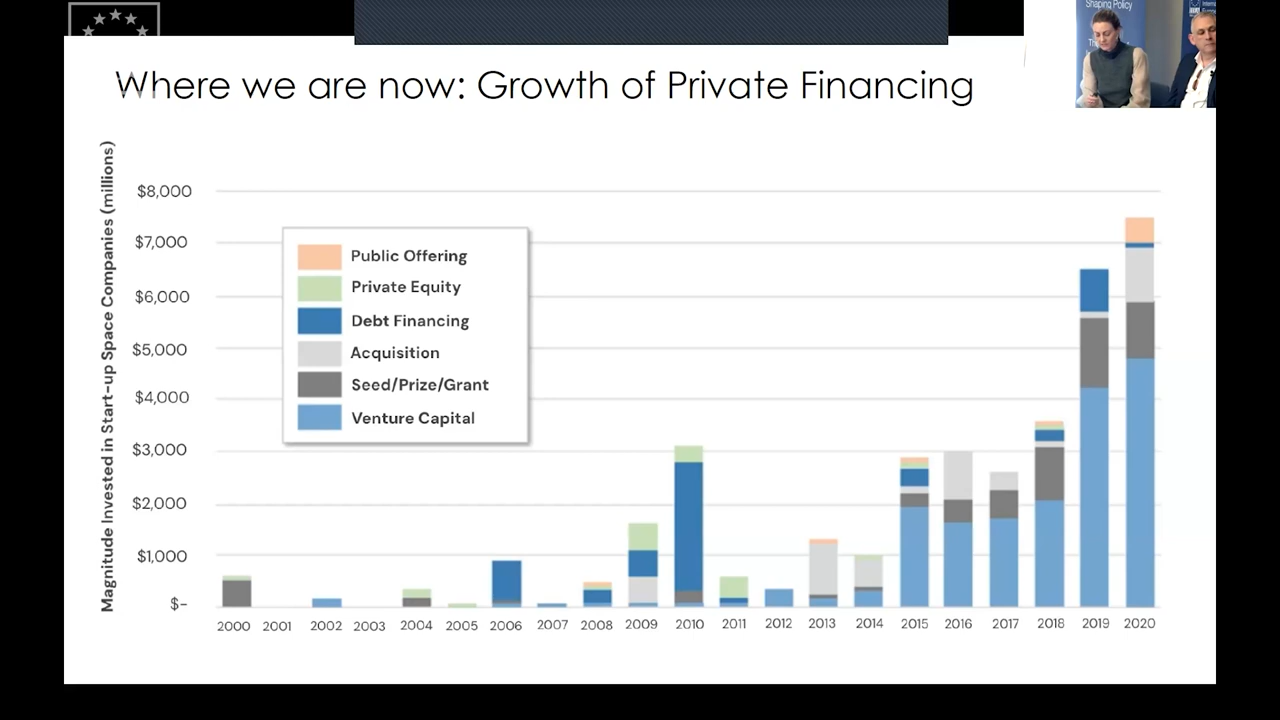 Shaping Policy
Where we are now: Growth of Private Financing
Magnitude Invested in Start-up Space Companies (millions)
$8,000
$7,000
$6,000
$5,000
$4,000
$3,000
$2,000
$1,000
$-
Public Offering
Private Equity
Debt Financing
Acquisition
Seed/Prize/Grant
Venture Capital
2000 2001 2002 2003 2004 2005 2006 2007 2008 2009 2010 2011 2012 2013 2014 2015 2016 2017 2018 2019 2020